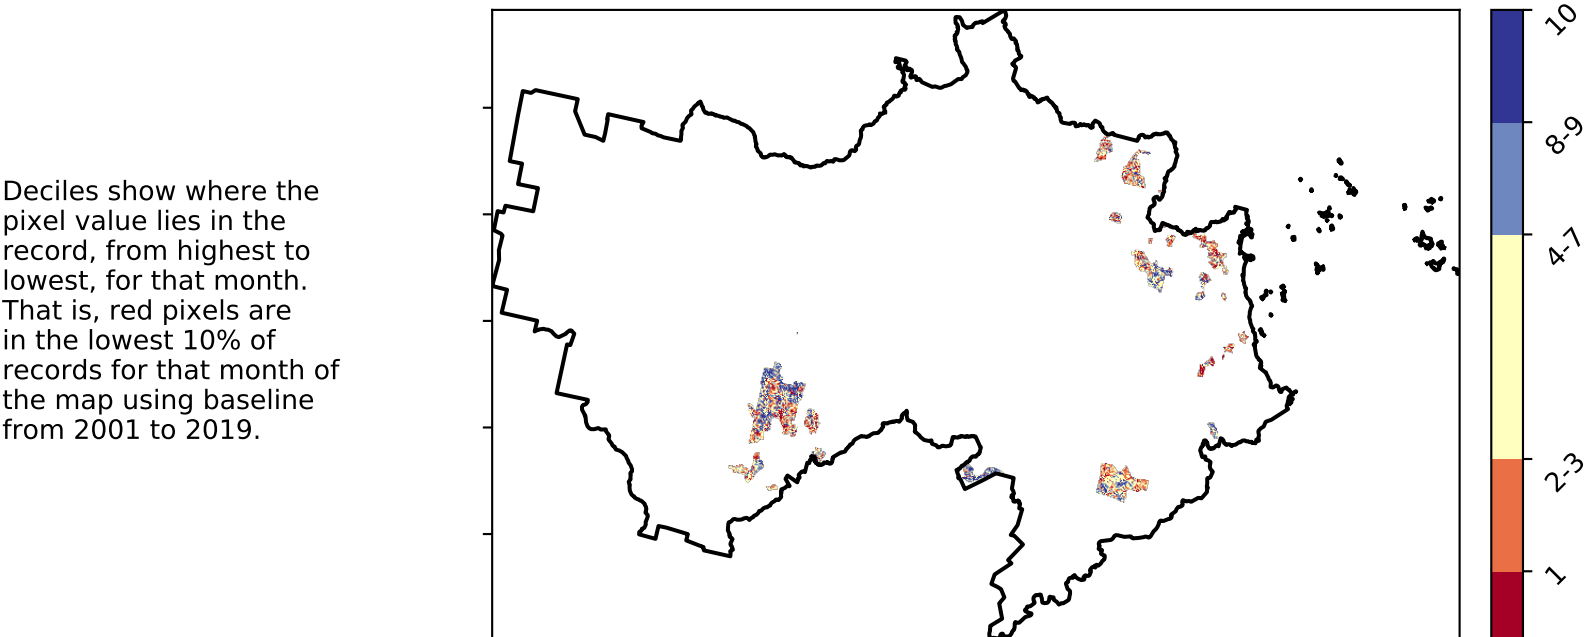 Deciles show where the
pixel value lies in the
record, from highest to
lowest, for that month.
That is, red pixels are
in the lowest 10% of
records for that month of
the map using baseline
from 2001 to 2019.
10
8-9
4-7
2-3
1